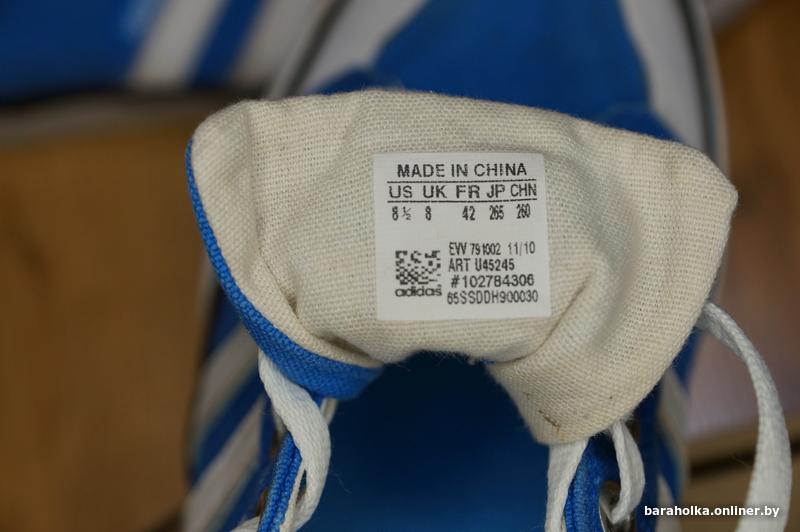 MADE IN CHINA
US UK FR JP CHN
8 ½ 8 42 265 260
EVV 791002 11/10
ART U45245
#102784306
65SSDDH900030
adidas
baraholka.onliner.by